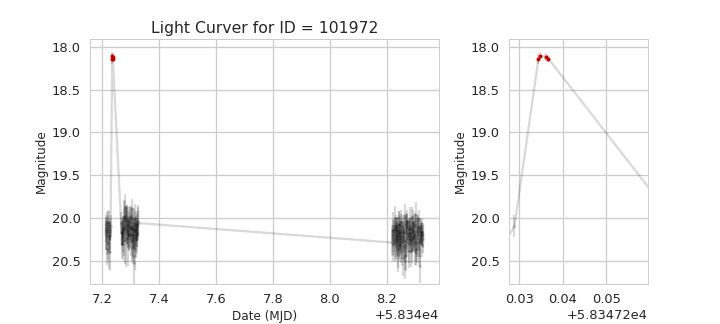 Light Curver for ID = 101972
Magnitude
18.0
18.5
19.0
19.5
20.0
20.5
7.2 7.4 7.6 7.8 8.0 8.2
Date (MJD)
+5.834e4
Magnitude
18.0
18.5
19.0
19.5
20.0
20.5
0.03 0.04 0.05
+5.83472e4